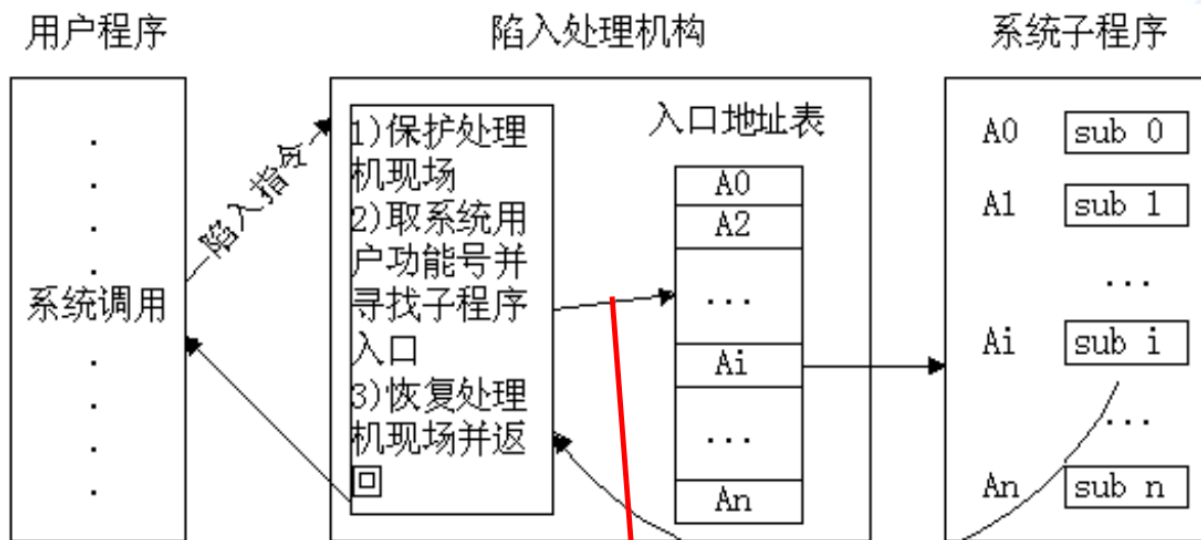 用户程序
陷入处理机构
系统子程序
.
.
.
.
系统调用
.
.
.
.
陷入指令
1)保护处理
机现场
2)取系统用
户功能号并
寻找子程序
入口
3)恢复处理
机现场并返
回
入口地址表
A0
A2
...
Ai
...
An
A0 sub 0
A1 sub 1
...
Ai sub i
...
An sub n